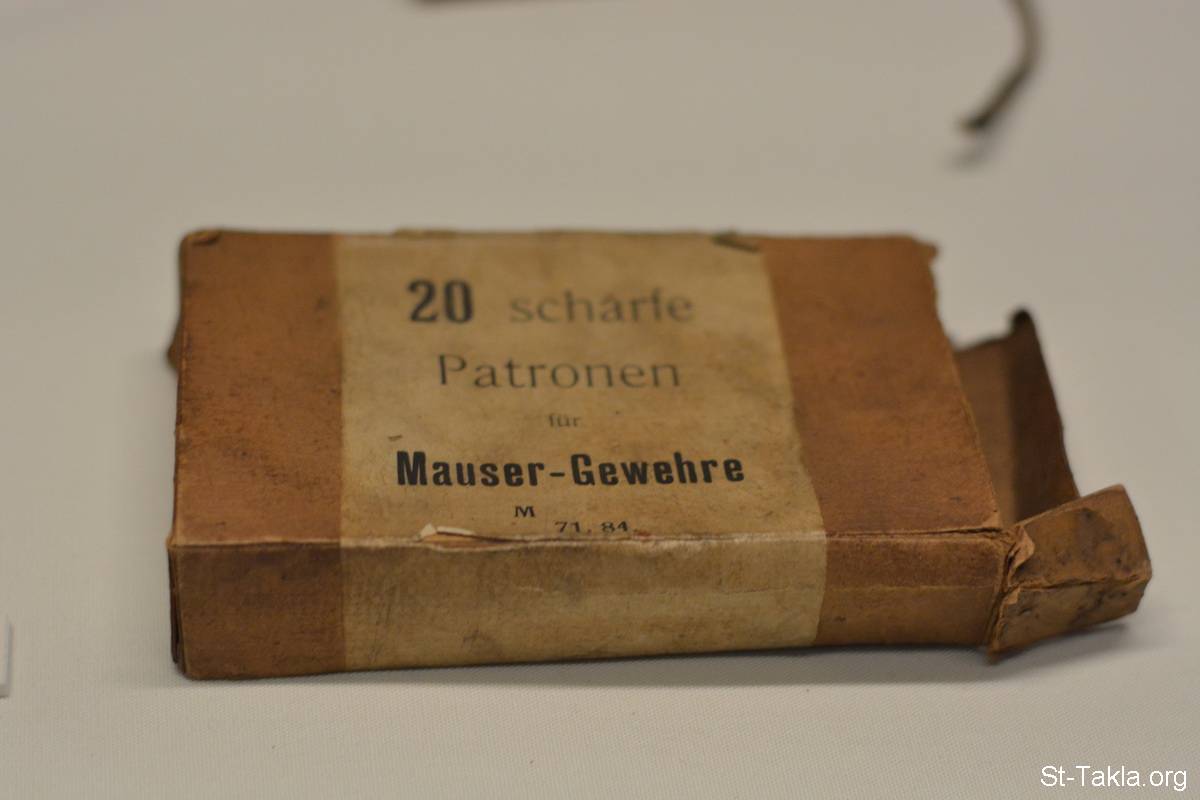 20 scharfe
Patronen
für
Mauser-Gewehre
M
71. 84.
St-Takla.org